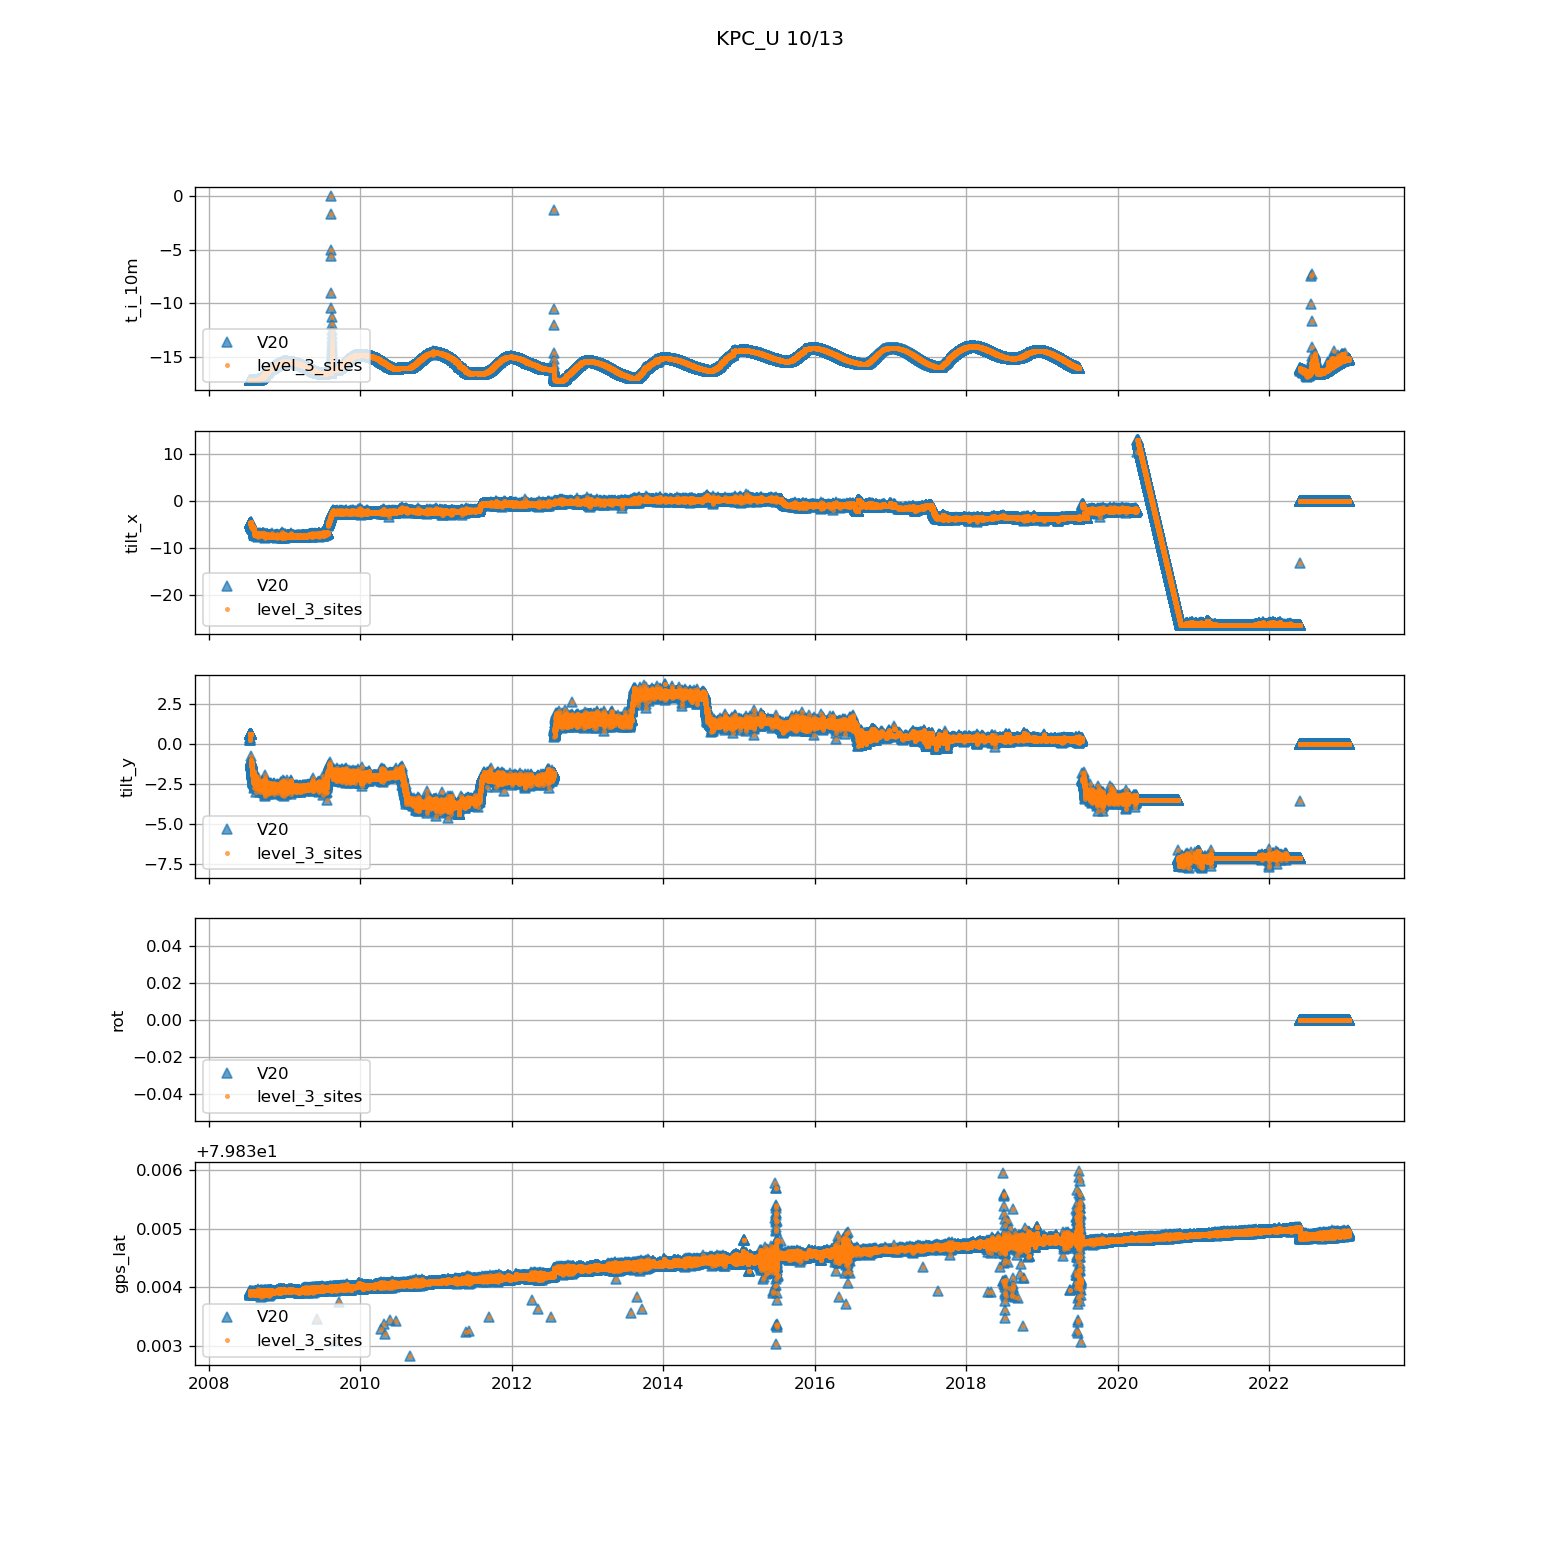 KPC_U 10/13
t_i_10m
0
−5
−10
−15
V20
level_3_sites
tilt_x
10
0
−10
−20
V20
level_3_sites
tilt_y
2.5
0.0
−2.5
−5.0
−7.5
V20
level_3_sites
rot
0.04
0.02
0.00
−0.02
−0.04
V20
level_3_sites
+7.983e1
gps_lat
0.006
0.005
0.004
0.003
V20
level_3_sites
2008 2010 2012 2014 2016 2018 2020 2022